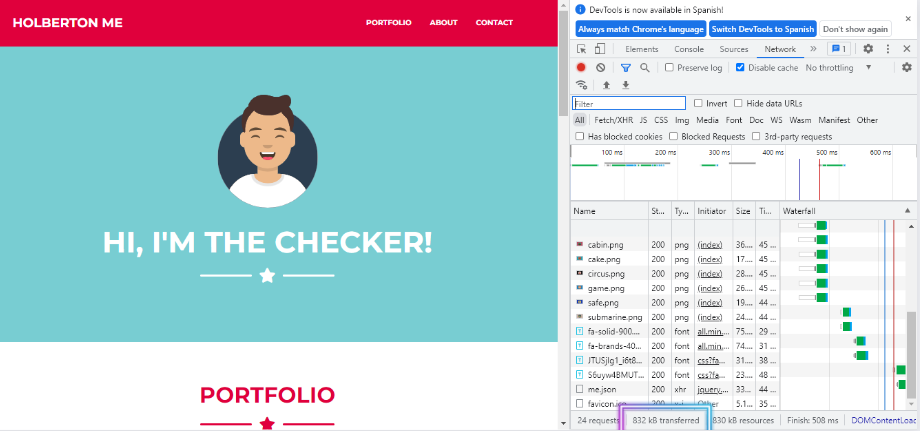 HOLBERTON ME
PORTFOLIO ABOUT CONTACT
HI, I'M THE CHECKER!
PORTFOLIO
DevTools is now available in Spanish!
Always match Chrome's language Switch DevTools to Spanish Don't show again
Elements Console Sources Network 1
Preserve log Disable cache No throttling
Filter Invert Hide data URLs
All Fetch/XHR JS CSS Img Media Font Doc WS Wasm Manifest Other
Has blocked cookies Blocked Requests 3rd-party requests
100 ms 200 ms 300 ms 400 ms 500 ms 600 ms
Name St... Ty... Initiator Size Ti... Waterfall
cabin.png 200 png (index) 36.... 45 ...
cake.png 200 png (index) 17.... 45 ...
circus.png 200 png (index) 28.... 45 ...
game.png 200 png (index) 26.... 45 ...
safe.png 200 png (index) 19.... 44 ...
submarine.png 200 png (index) 24.... 44 ...
fa-solid-900.... 200 font all.min... 75.... 29 ...
fa-brands-40... 200 font all.min... 74.... 31 ...
JTUSjIg1_i6t8... 200 font css?fa... 31.... 38 ...
S6uyw4BMUT... 200 font css?fa... 23.... 48 ...
me.json 200 xhr jquery.... 33.... 44 ...
favicon.ico Other 5.1... 35 ...
24 requests 832 kB transferred 830 kB resources Finish: 508 ms DOMContentLoad